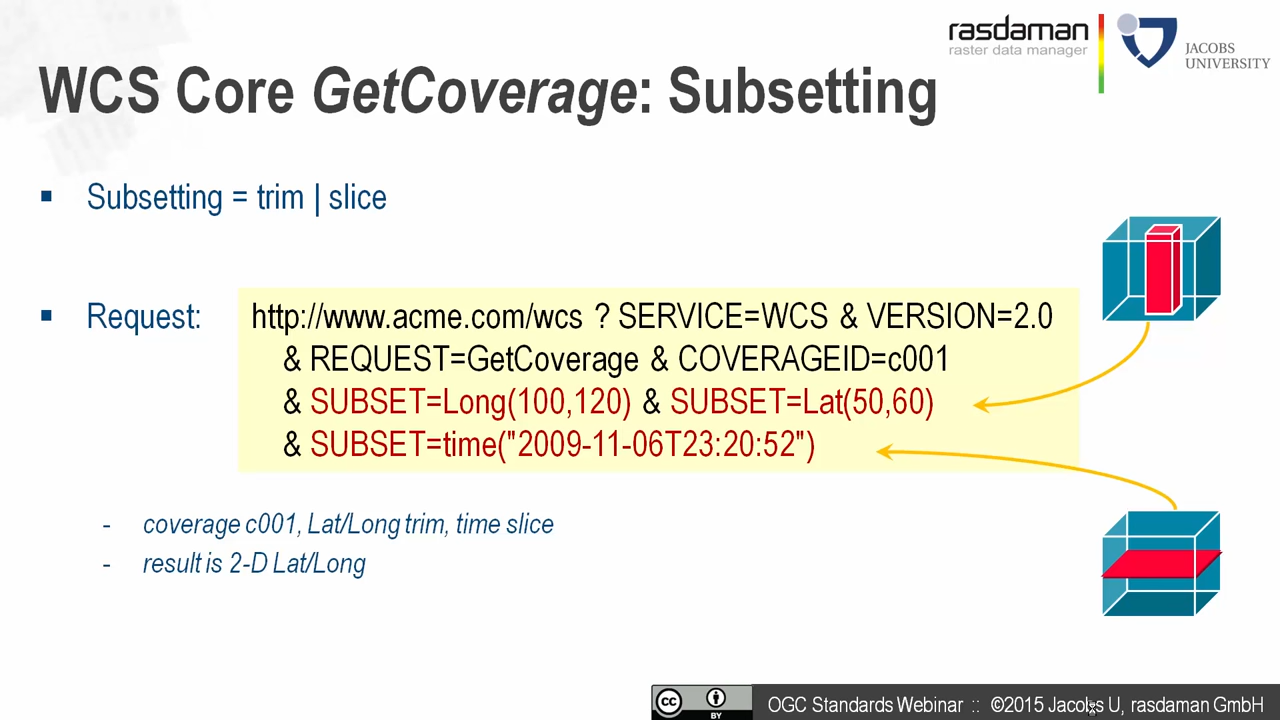 rasdaman
raster data manager
JACOBS
UNIVERSITY
WCS Core GetCoverage: Subsetting
▪ Subsetting = trim | slice
▪ Request:
http://www.acme.com/wcs ? SERVICE=WCS & VERSION=2.0
& REQUEST=GetCoverage & COVERAGEID=c001
& SUBSET=Long(100,120) & SUBSET=Lat(50,60)
& SUBSET=time("2009-11-06T23:20:52")
- coverage c001, Lat/Long trim, time slice
- result is 2-D Lat/Long
cc
BY
OGC Standards Webinar :: ©2015 Jacobs U, rasdaman GmbH